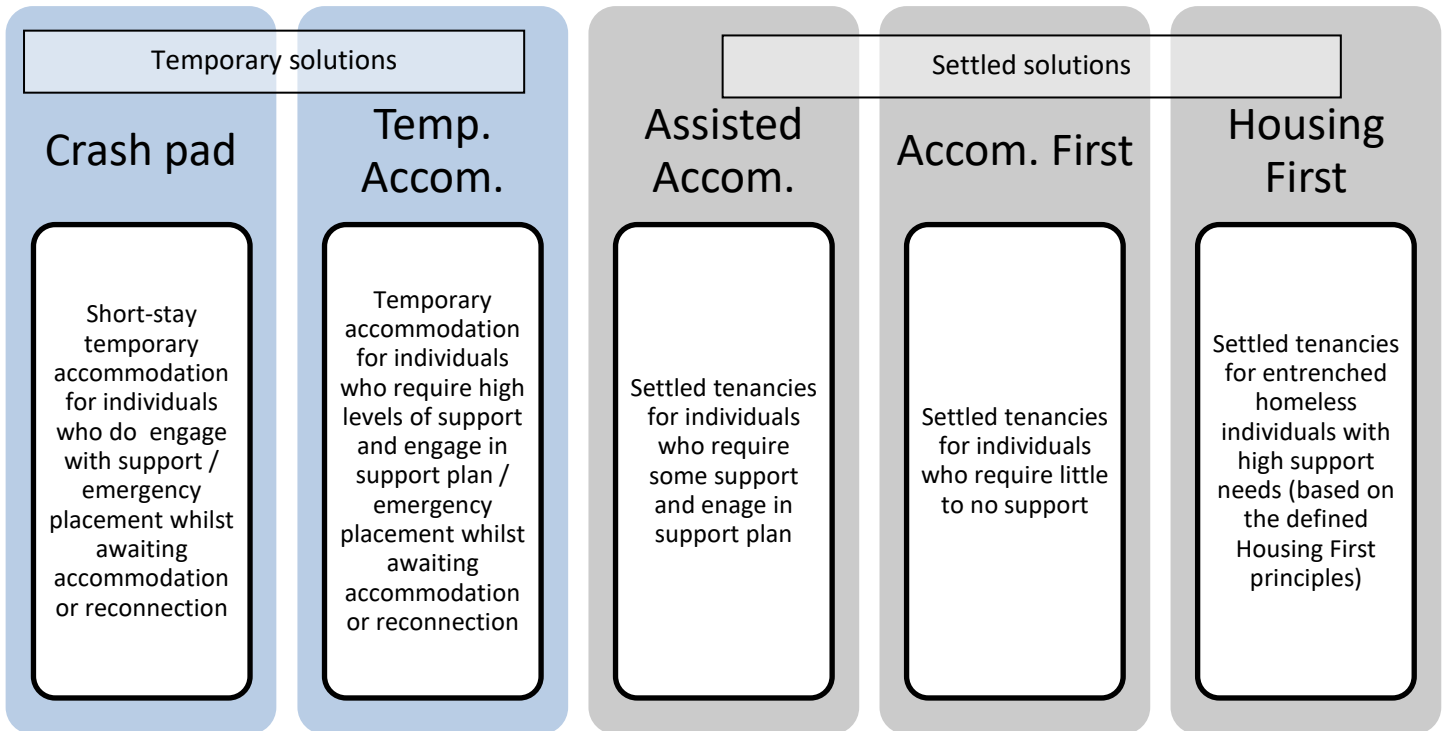 Temporary solutions
Settled solutions
Crash pad
Temp.
Accom.
Assisted
Accom.
Accom. First
Housing
First
Short-stay
temporary
accommodation
for individuals
who do  engage
with support /
emergency
placement whilst
awaiting
accommodation
or reconnection
Temporary
accommodation
for individuals
who require high
levels of support
and engage in
support plan /
emergency
placement whilst
awaiting
accommodation
or reconnection
Settled tenancies
for individuals
who require
some support
and enage in
support plan
Settled tenancies
for individuals
who require little
to no support
Settled tenancies
for entrenched
homeless
individuals with
high support
needs (based on
the defined
Housing First
principles)